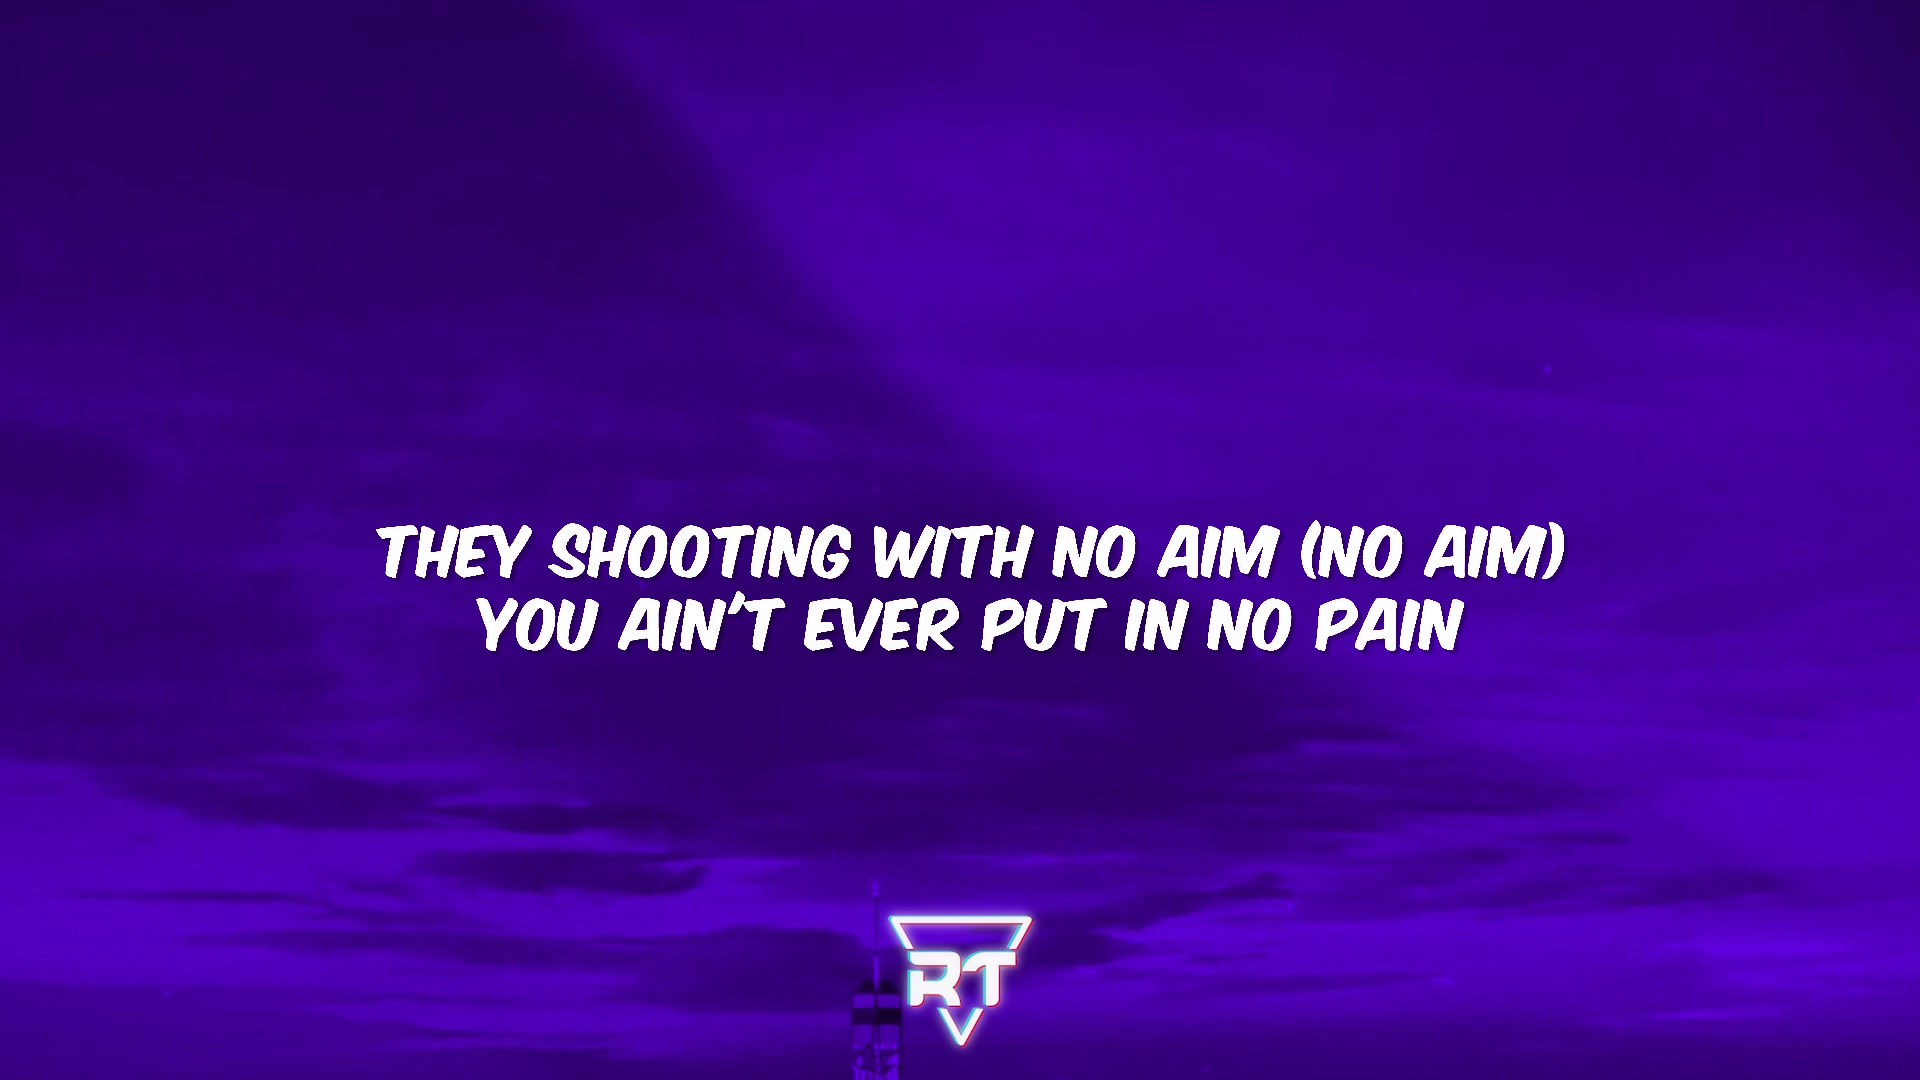 THEY SHOOTING WITH NO AIM (NO AIM)
YOU AIN'T EVER PUT IN NO PAIN
RT